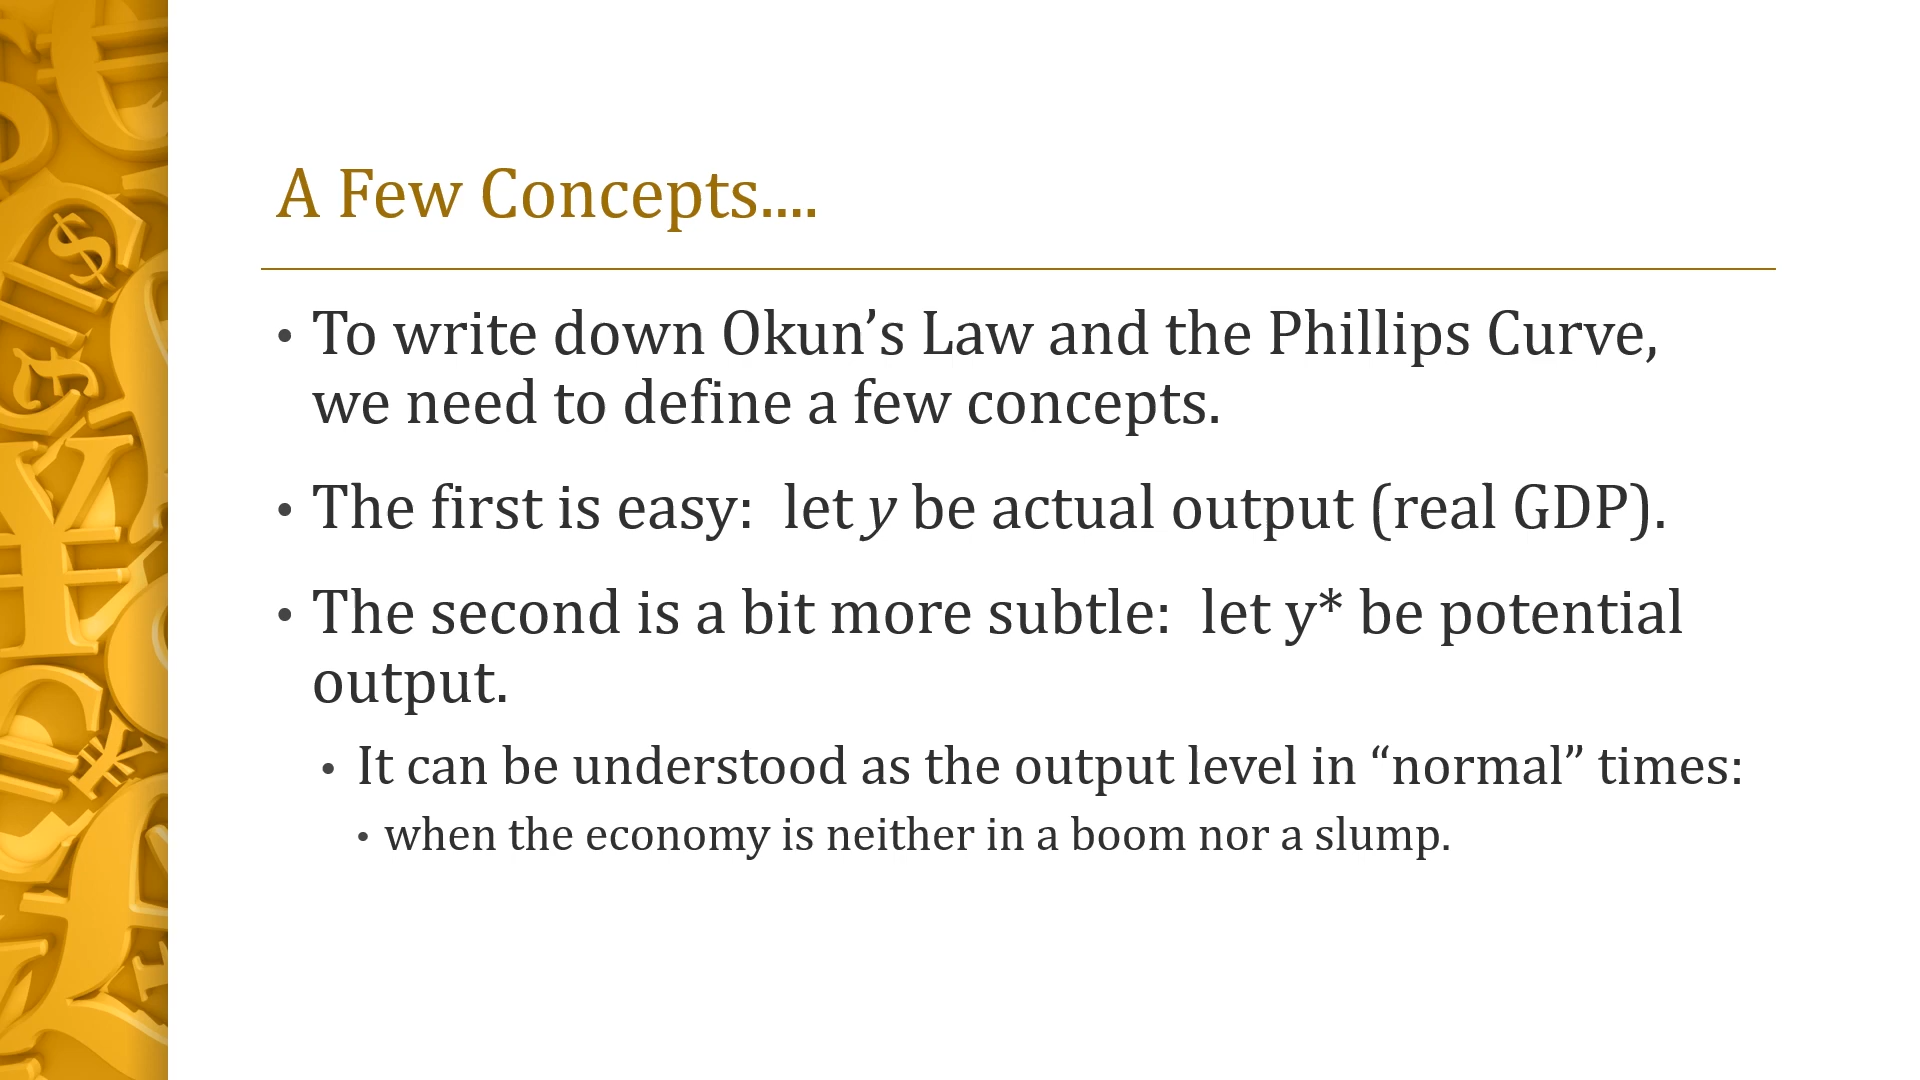 A Few Concepts....
• To write down Okun’s Law and the Phillips Curve,
we need to define a few concepts.
• The first is easy:  let y be actual output (real GDP).
• The second is a bit more subtle:  let y* be potential
output.
• It can be understood as the output level in “normal” times:
• when the economy is neither in a boom nor a slump.